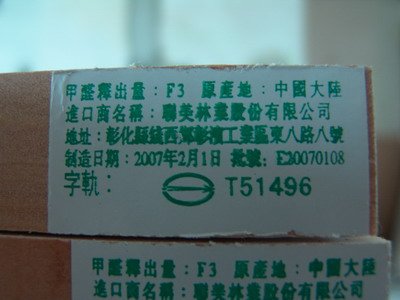 甲醛釋出量：F3 原產地：中國大陸
進口商名稱：聯美林業股份有限公司
地址：彰化縣線西鄉彰濱工業區東八路八號
制造日期：2007年2月1日 批號：E20070108
字軌： T51496
甲醛釋出量：F3 原產地：中國大陸
進口商名稱：聯美林業股份有限公司